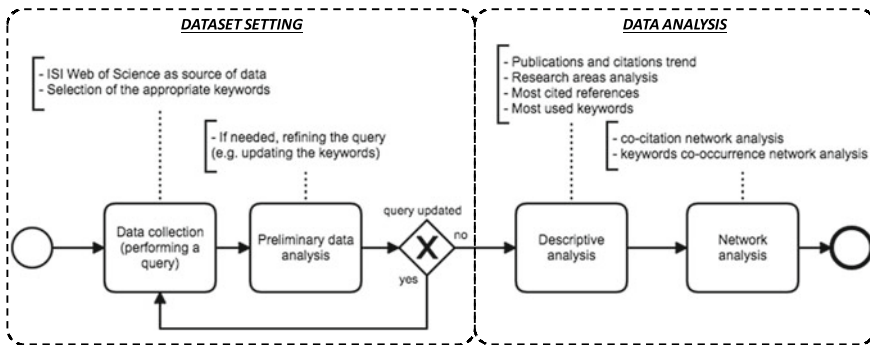 DATASET SETTING
- ISI Web of Science as source of data
- Selection of the appropriate keywords
- If needed, refining the query
(e.g. updating the keywords)
Data collection
(performing a
query)
Preliminary data
analysis
query updated
X
no
yes
DATA ANALYSIS
- Publications and citations trend
- Research areas analysis
- Most cited references
- Most used keywords
- co-citation network analysis
- keywords co-occurrence network analysis
Descriptive
analysis
Network
analysis